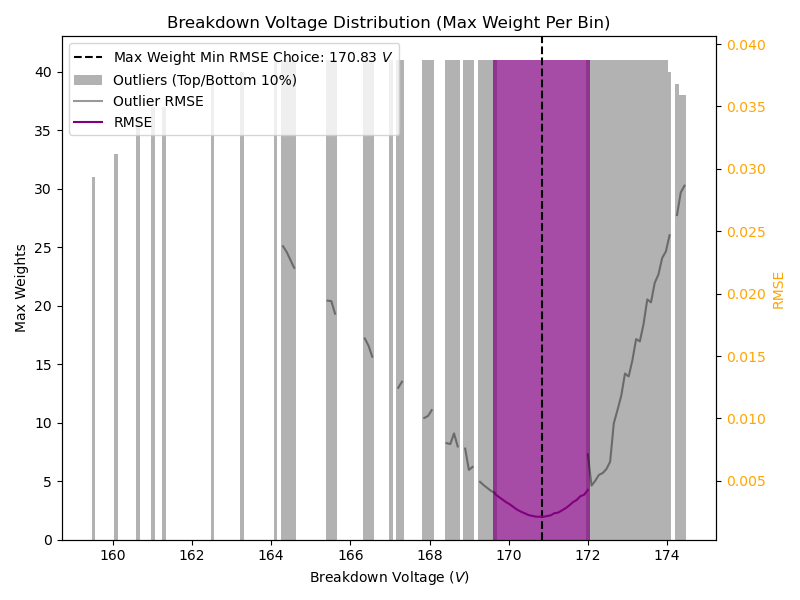 Breakdown Voltage Distribution (Max Weight Per Bin)
Max Weight Min RMSE Choice: 170.83 V
Outliers (Top/Bottom 10%)
Outlier RMSE
RMSE
Max Weights
40
35
30
25
20
15
10
5
0
0.040
0.035
0.030
0.025
0.020
0.015
0.010
0.005
RMSE
160 162 164 166 168 170 172 174
Breakdown Voltage (V)